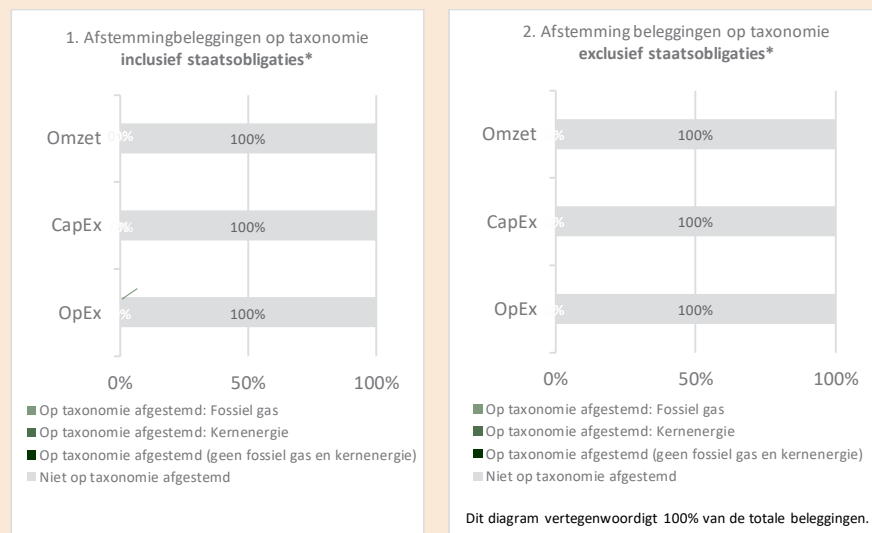 1. Afstemmingbeleggingen op taxonomie
inclusief staatsobligaties*
Omzet 100%
CapEx 100%
OpEx 100%
0% 50% 100%
Op taxonomie afgestemd: Fossiel gas
Op taxonomie afgestemd: Kernenergie
Op taxonomie afgestemd (geen fossiel gas en kernenergie)
Niet op taxonomie afgestemd
2. Afstemming beleggingen op taxonomie
exclusief staatsobligaties*
Omzet % 100%
CapEx % 100%
OpEx % 100%
0% 50% 100%
Op taxonomie afgestemd: Fossiel gas
Op taxonomie afgestemd: Kernenergie
Op taxonomie afgestemd (geen fossiel gas en kernenergie)
Niet op taxonomie afgestemd
Dit diagram vertegenwoordigt 100% van de totale beleggingen.